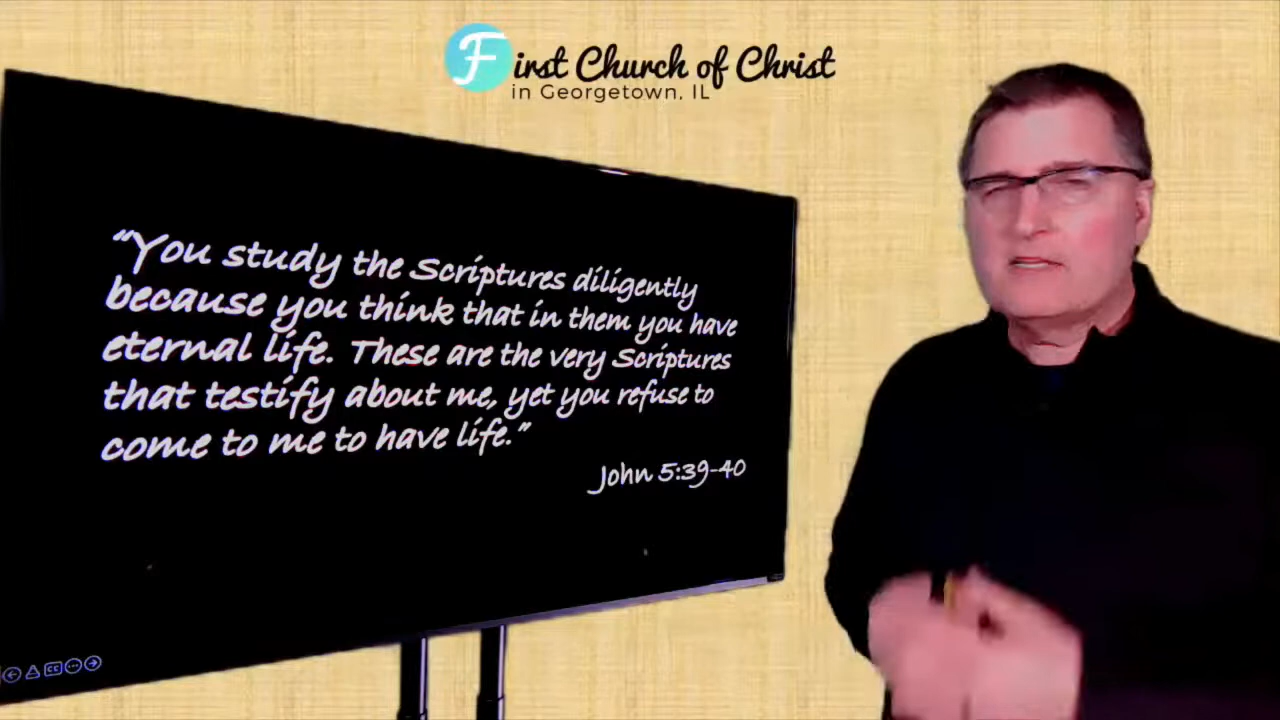 First Church of Christ
in Georgetown, IL
“You study the Scriptures diligently
because you think that in them you have
eternal life. These are the very Scriptures
that testify about me, yet you refuse to
come to me to have life.”
John 5:39-40
CC